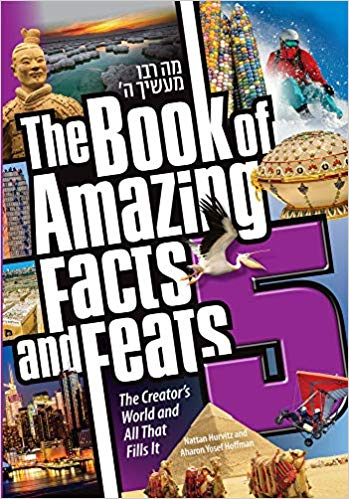 מה רבו
מעשיך ה'
The Book of
Amazing
Facts
and Feats
5
The Creator's
World and
All That
Fills It
Nattan Hurvitz and
Aharon Yosef Hoffman